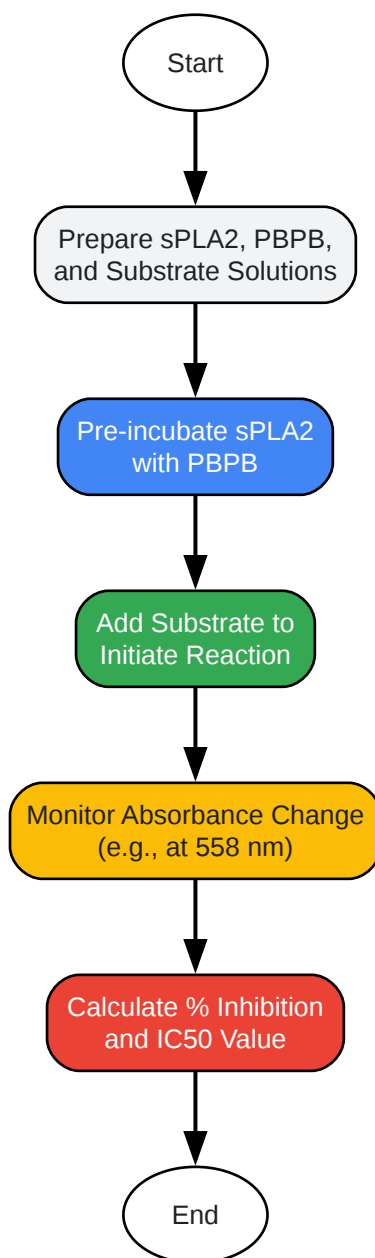 Start
Prepare sPLA2, PBPB,
and Substrate Solutions
Pre-incubate sPLA2
with PBPB
Add Substrate to
Initiate Reaction
Monitor Absorbance Change
(e.g., at 558 nm)
Calculate % Inhibition
and IC50 Value
End